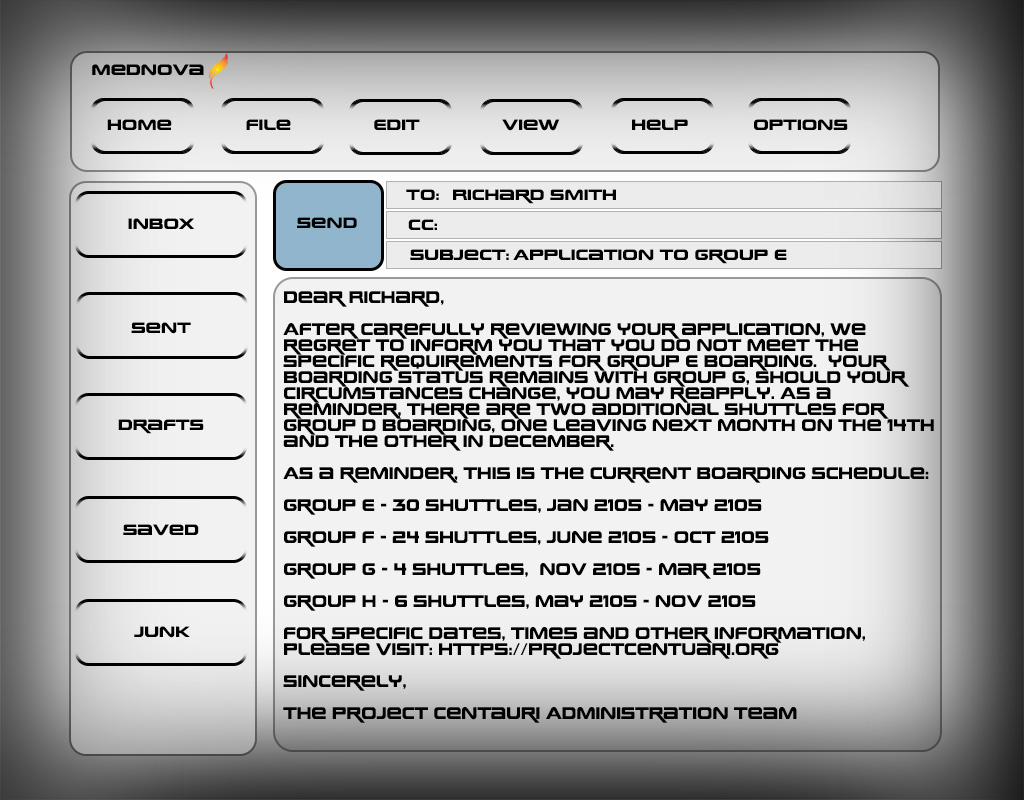 MEDNOVA
HOME FILE EDIT VIEW HELP OPTIONS
INBOX
SENT
DRAFTS
SAVED
JUNK
SEND
TO: RICHARD SMITH
CC:
SUBJECT: APPLICATION TO GROUP E
DEAR RICHARD,
AFTER CAREFULLY REVIEWING YOUR APPLICATION, WE
REGRET TO INFORM YOU THAT YOU DO NOT MEET THE
SPECIFIC REQUIREMENTS FOR GROUP E BOARDING. YOUR
BOARDING STATUS REMAINS WITH GROUP G, SHOULD YOUR
CIRCUMSTANCES CHANGE, YOU MAY REAPPLY. AS A
REMINDER, THERE ARE TWO ADDITIONAL SHUTTLES FOR
GROUP D BOARDING, ONE LEAVING NEXT MONTH ON THE 14TH
AND THE OTHER IN DECEMBER.
AS A REMINDER, THIS IS THE CURRENT BOARDING SCHEDULE:
GROUP E - 30 SHUTTLES, JAN 2105 - MAY 2105
GROUP F - 24 SHUTTLES, JUNE 2105 - OCT 2105
GROUP G - 4 SHUTTLES, NOV 2105 - MAR 2105
GROUP H - 6 SHUTTLES, MAY 2105 - NOV 2105
FOR SPECIFIC DATES, TIMES AND OTHER INFORMATION,
PLEASE VISIT: HTTPS://PROJECTCENTUARI.ORG
SINCERELY,
THE PROJECT CENTAURI ADMINISTRATION TEAM